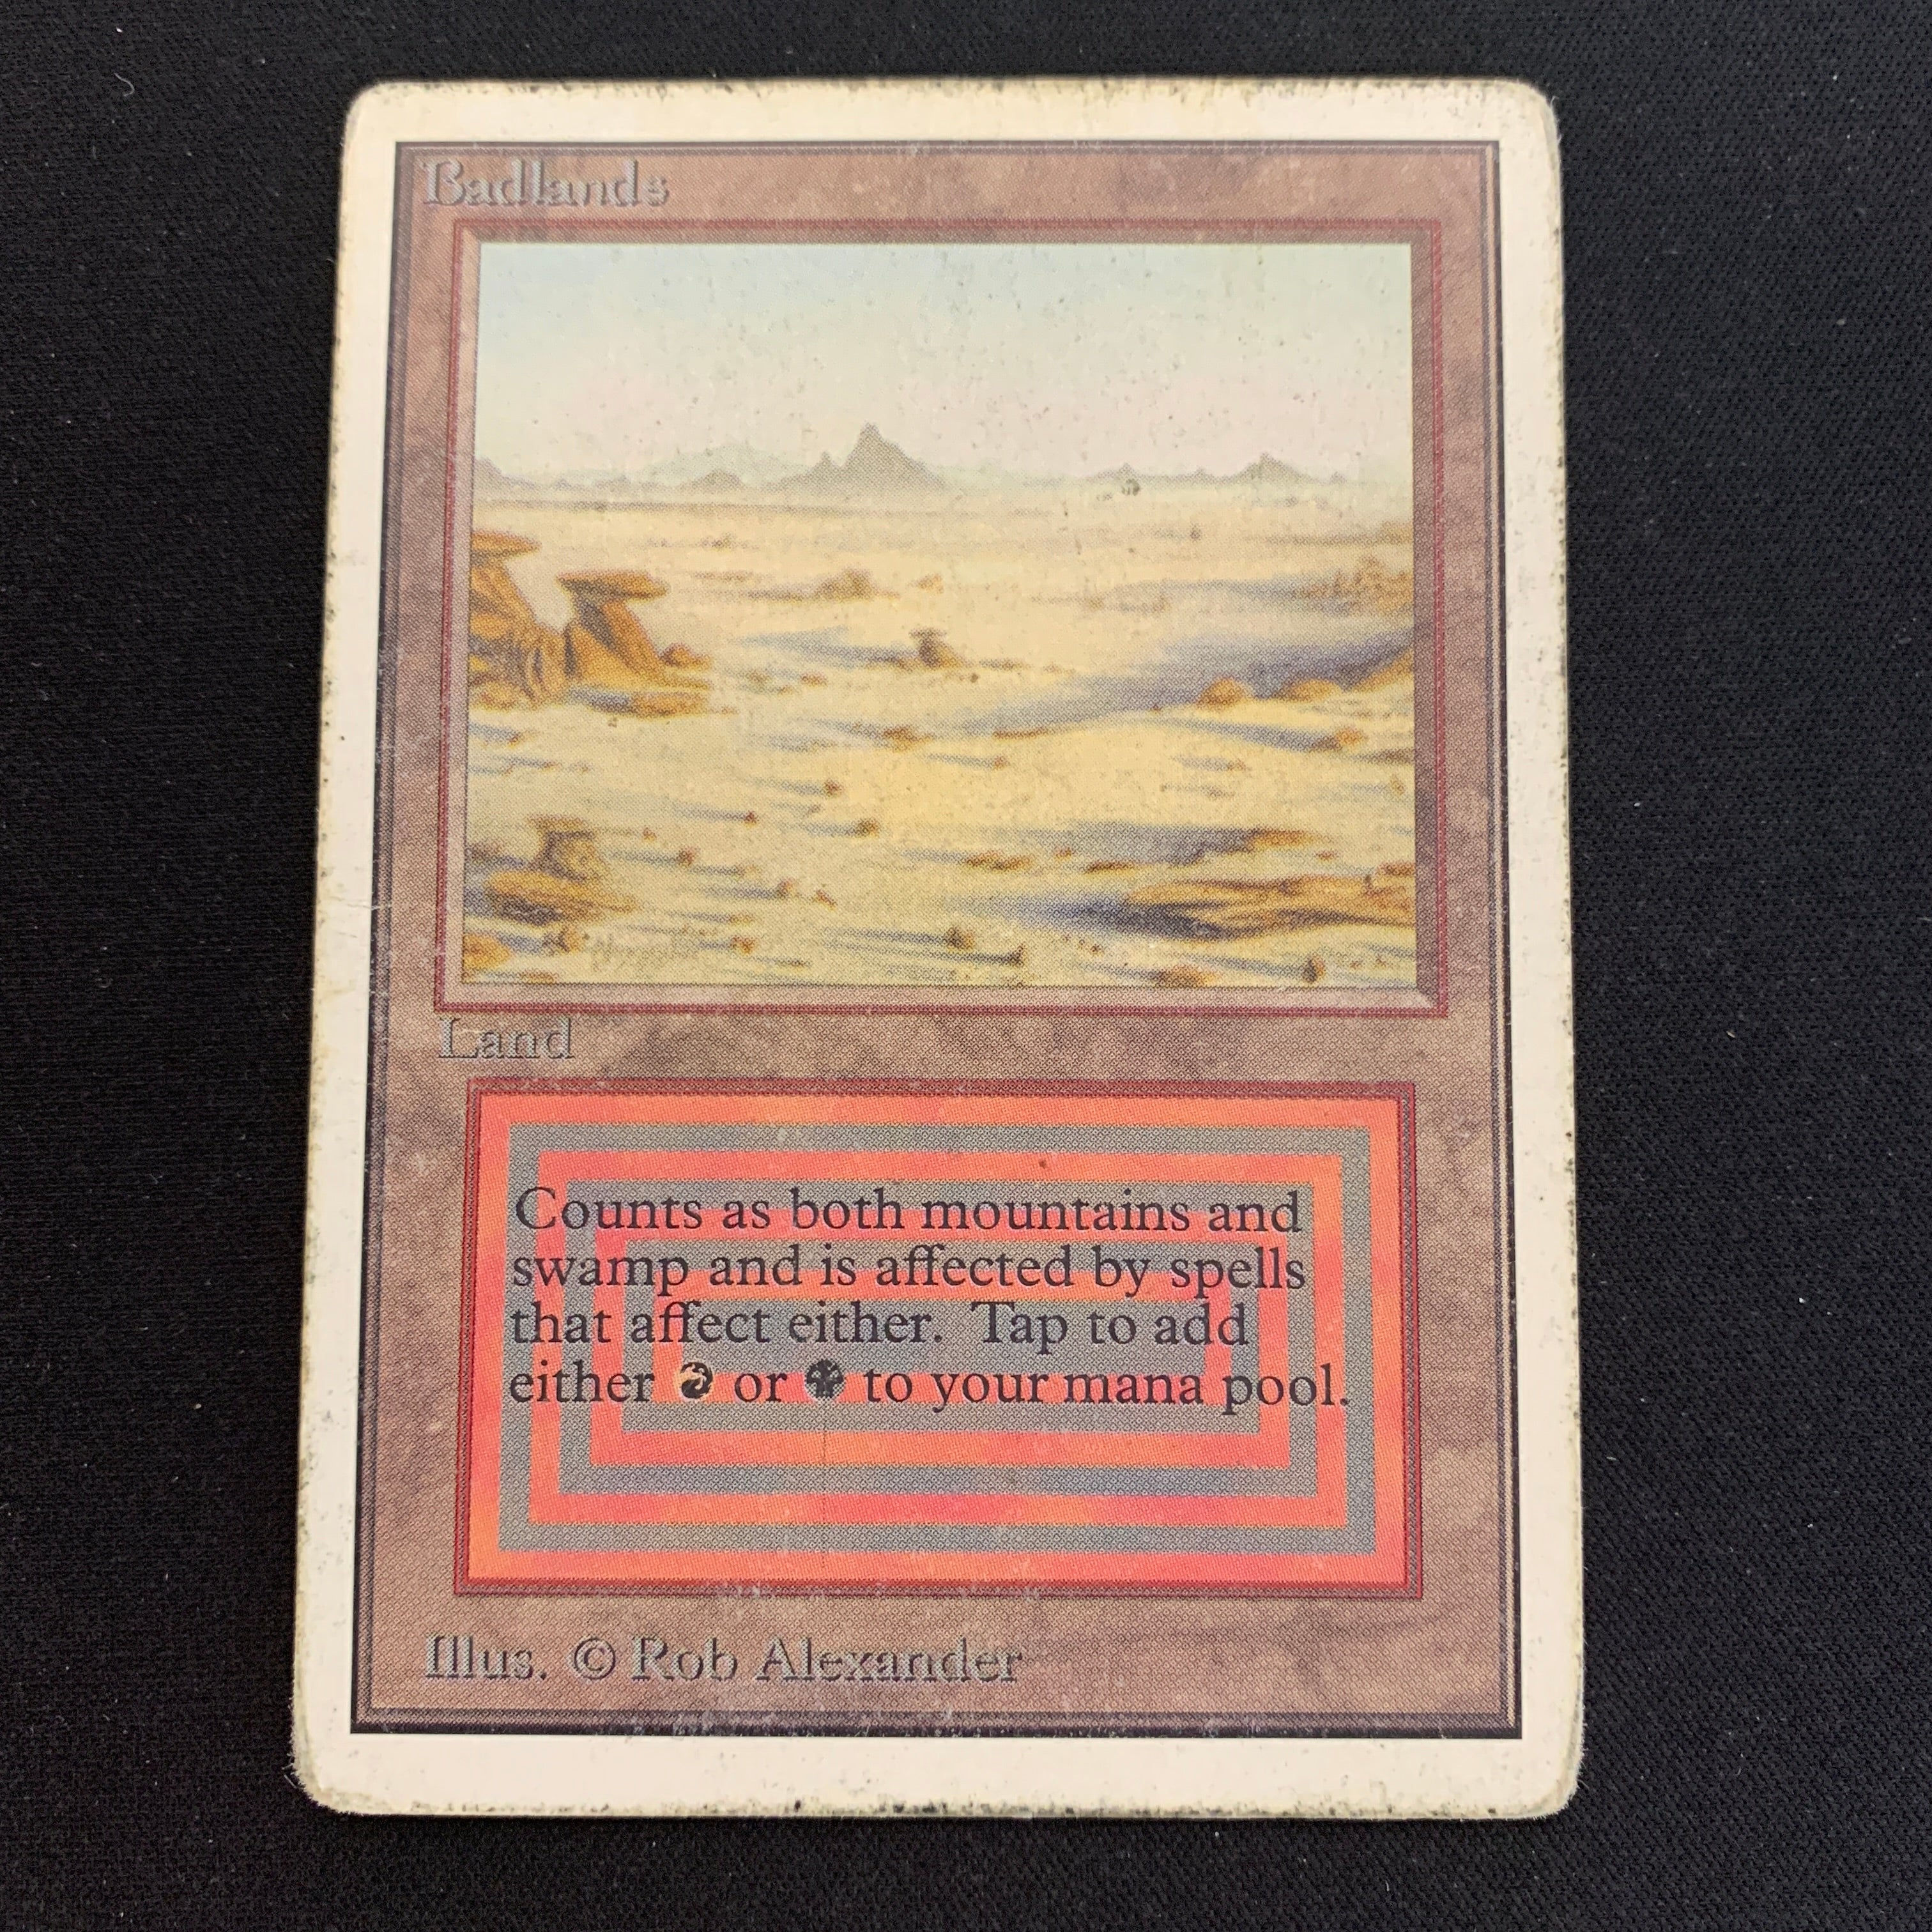 Badlands
Land
Counts as both mountains and
swamp and is affected by spells
that affect either. Tap to add
either or to your mana pool.
Illus. © Rob Alexander